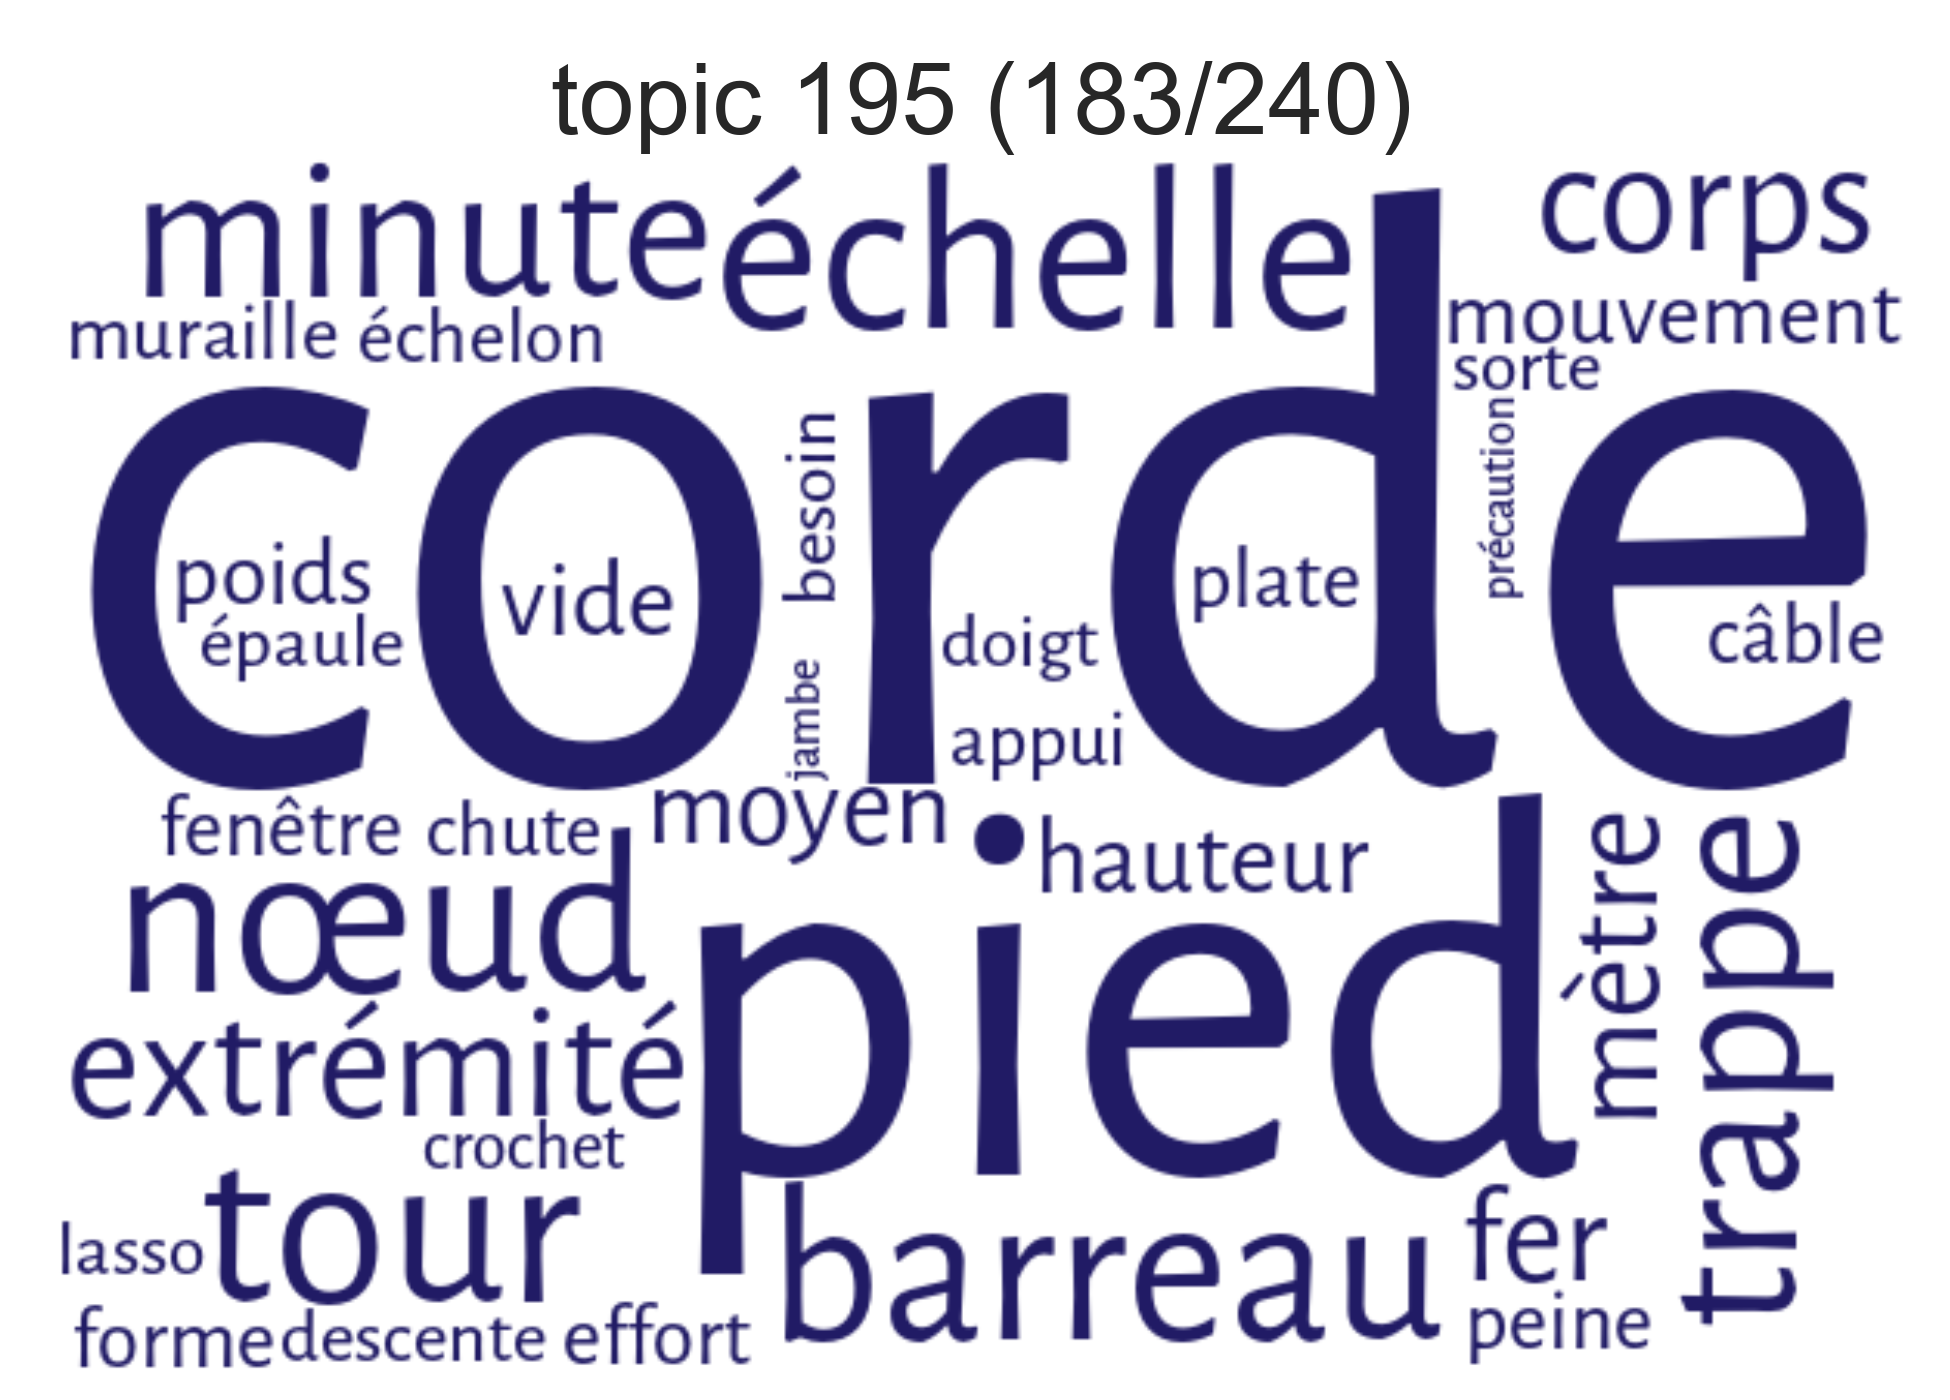 topic 195 (183/240)
minute échelle corps
muraille échelon mouvement
sorte
corde
précaution
besoin
poids vide plate
épaule doigt câble
jambe
appui
fenêtre chute moyen hauteur
mètre
trappe
nœud
pied
extrémité
crochet
tour barreau fer
lasso
forme descente effort peine